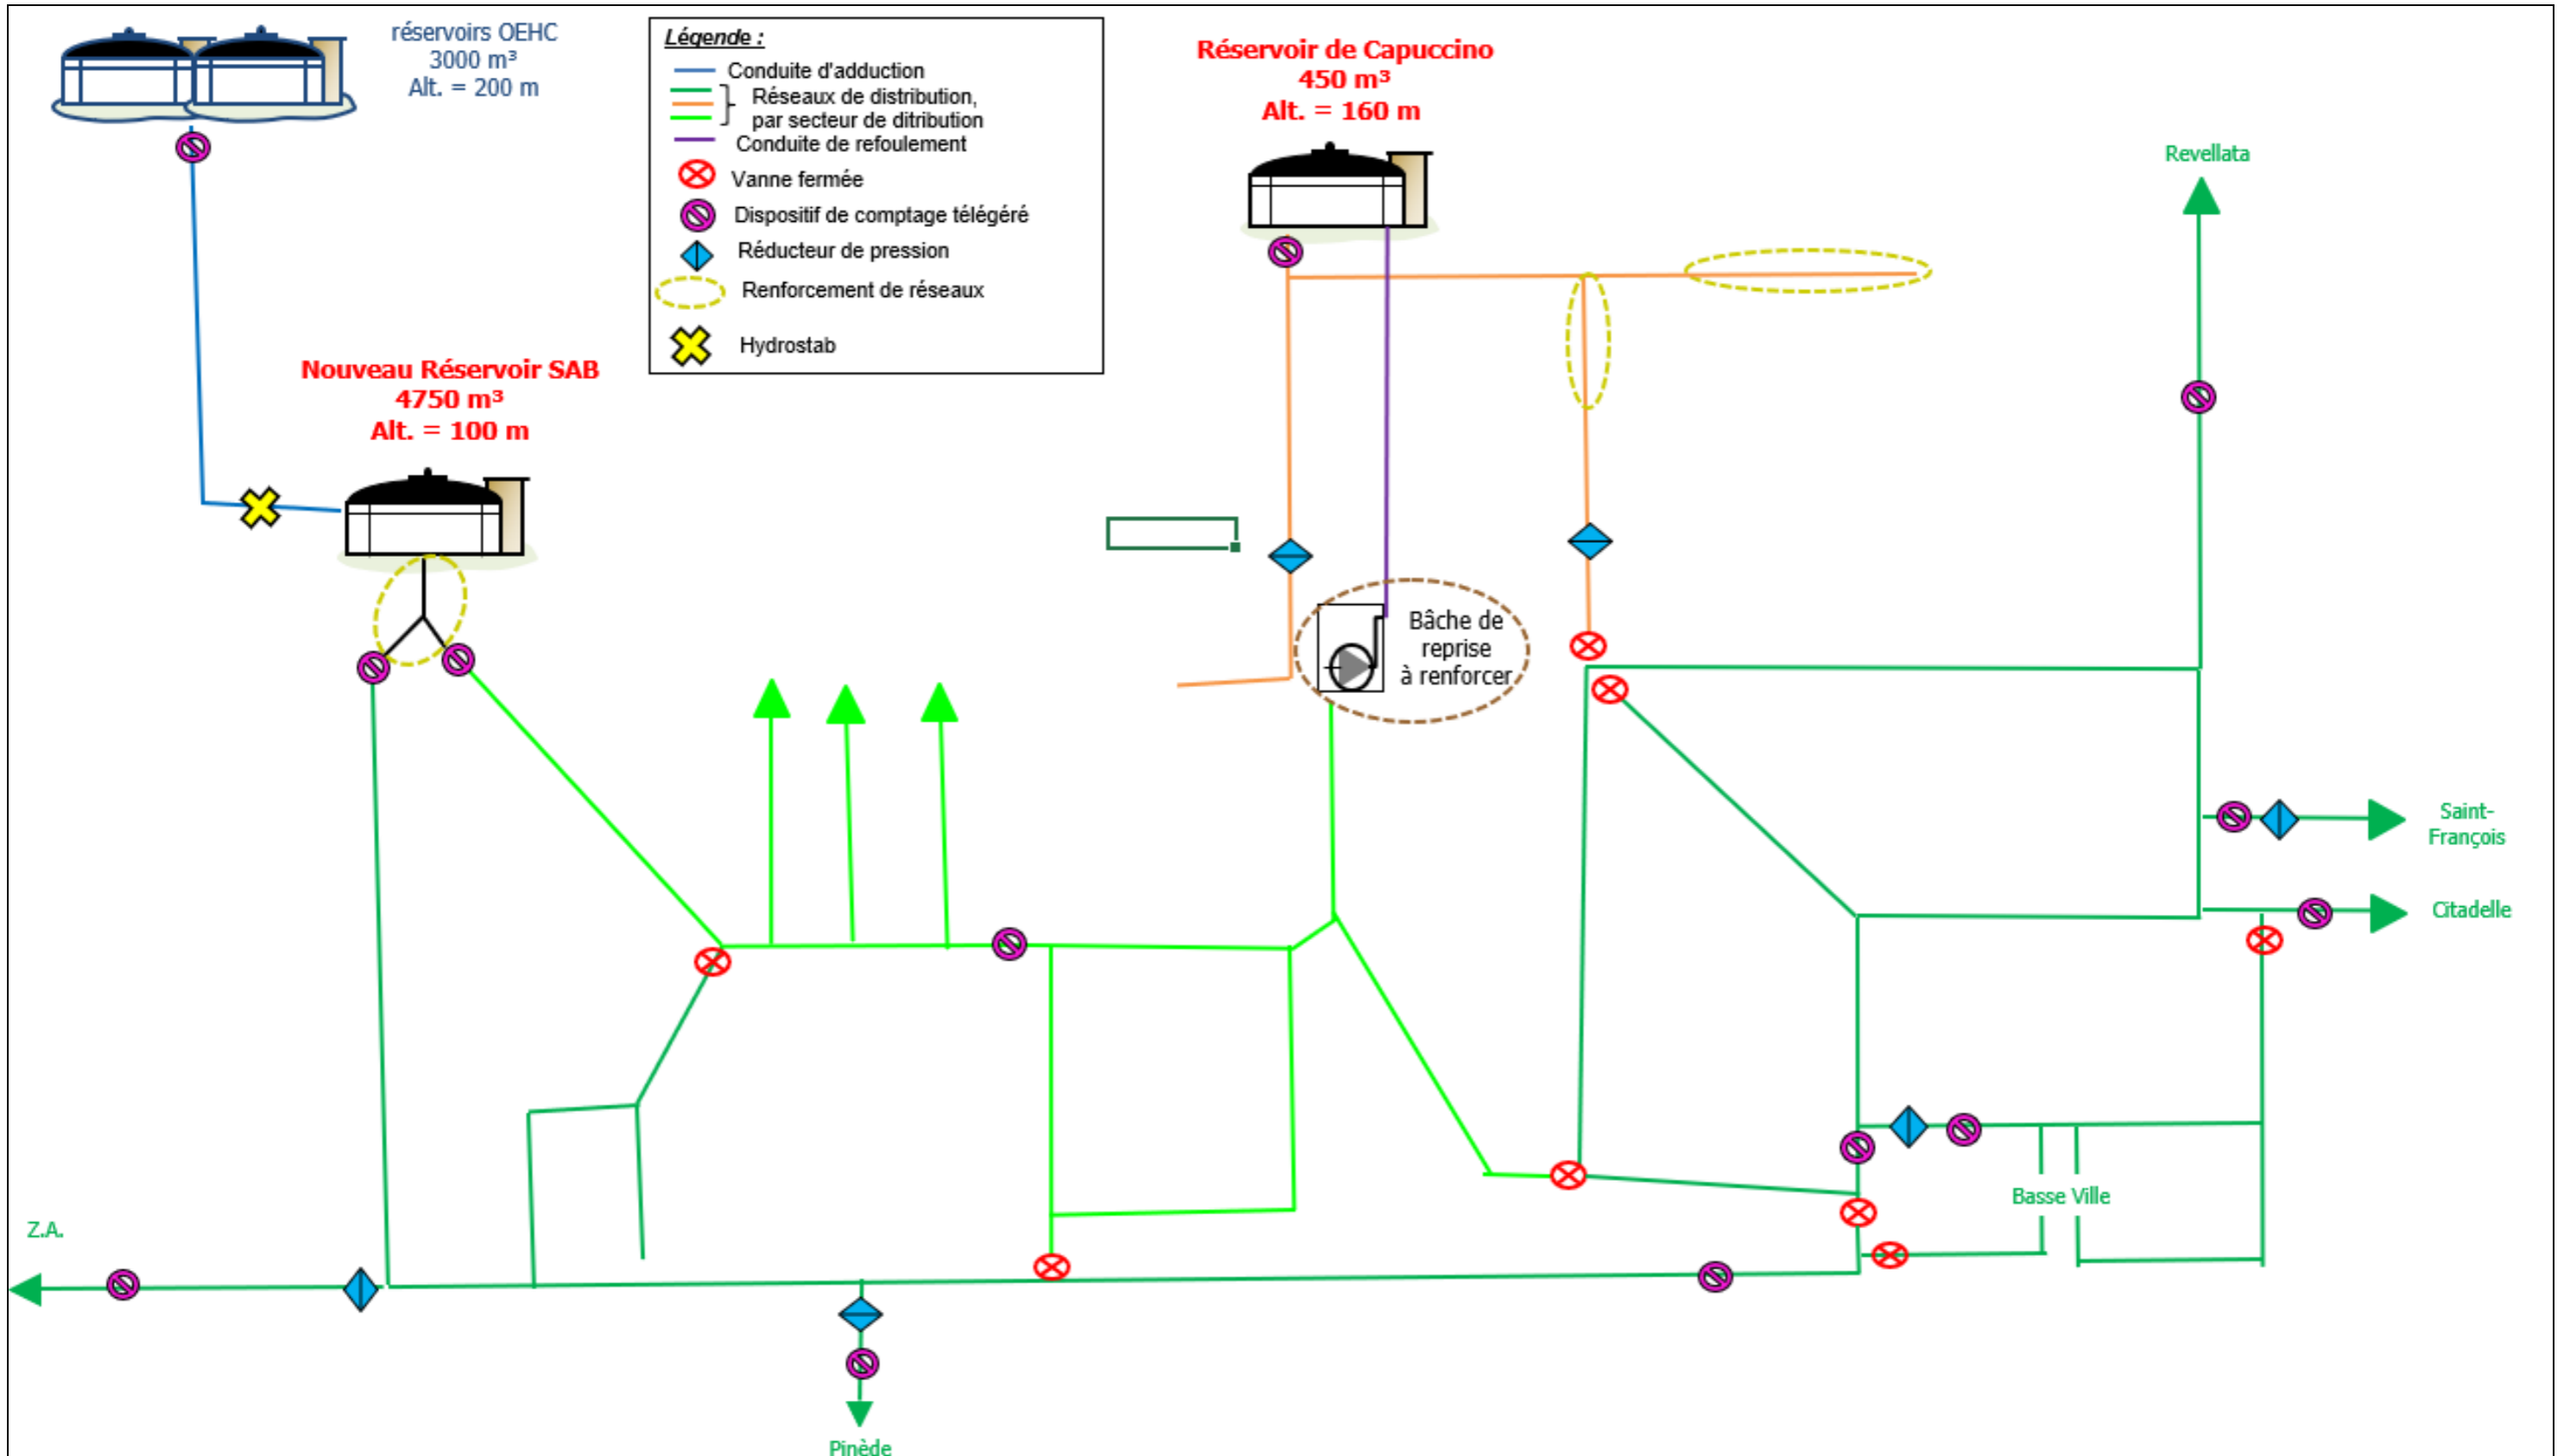 réservoirs OEHC
3000 m³
Alt. = 200 m
Légende :
Conduite d'adduction
Réseaux de distribution,
par secteur de ditribution
Conduite de refoulement
Vanne fermée
Dispositif de comptage télégéré
Réducteur de pression
Renforcement de réseaux
Hydrostab
Réservoir de Capuccino
450 m³
Alt. = 160 m
Revellata
Nouveau Réservoir SAB
4750 m³
Alt. = 100 m
Bâche de
reprise
à renforcer
Saint-
François
Citadelle
Basse Ville
Z.A.
Pinède